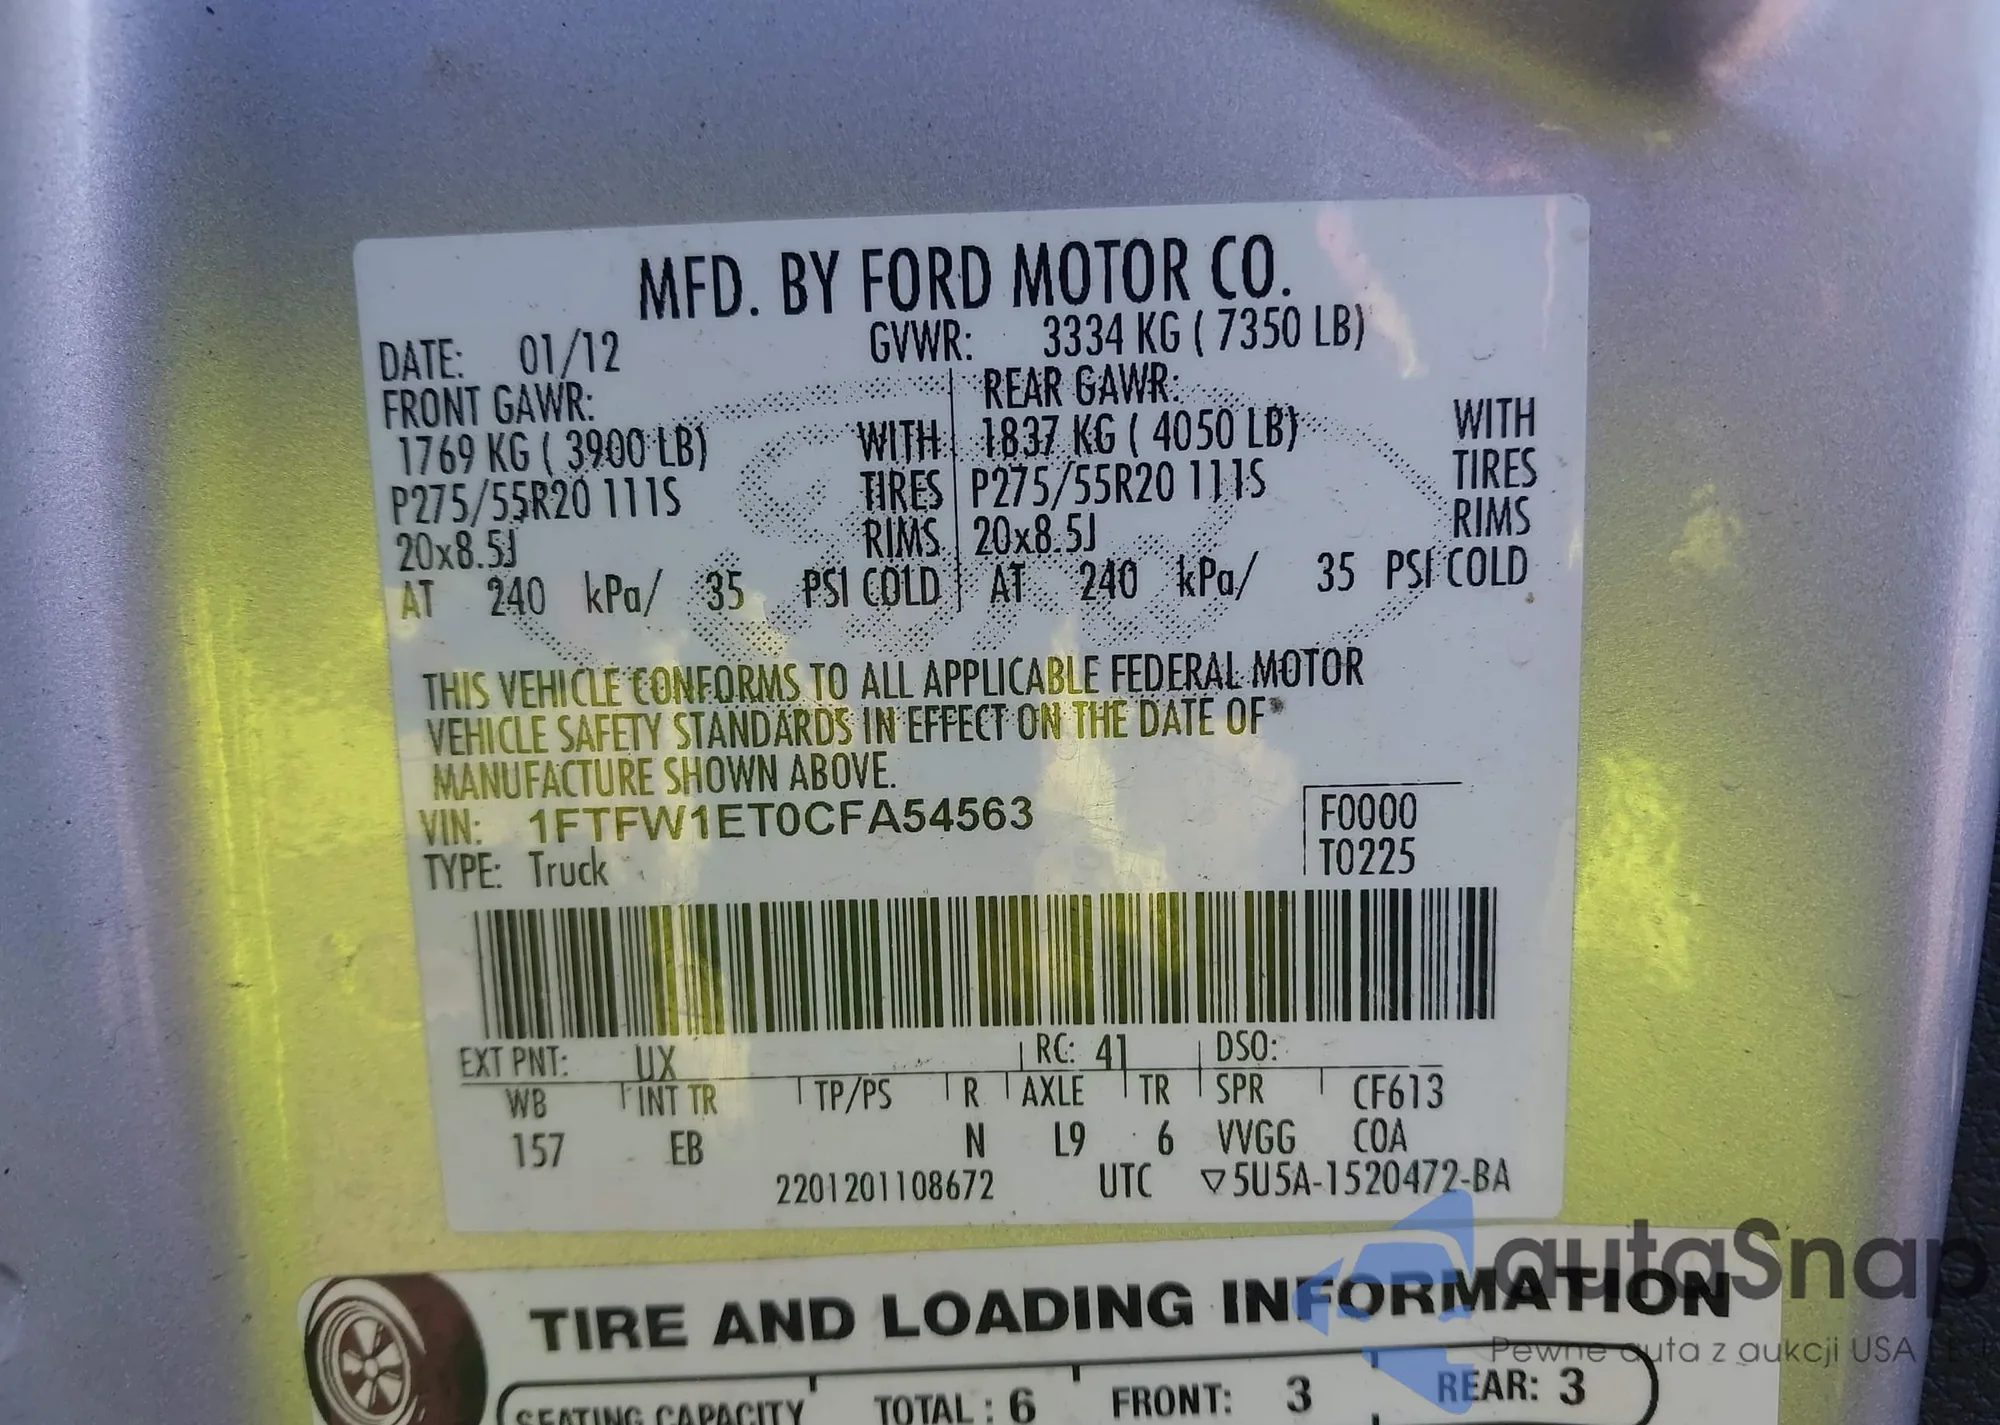 MFD. BY FORD MOTOR CO.
DATE: 01/12 GVWR: 3334 KG ( 7350 LB)
FRONT GAWR: REAR GAWR:
1769 KG ( 3900 LB) WITH 1837 KG ( 4050 LB) WITH
P275/55R20 111S TIRES P275/55R20 111S TIRES
20x8.5J RIMS 20x8.5J RIMS
AT 240 kPa/ 35 PSI COLD AT 240 kPa/ 35 PSI COLD
THIS VEHICLE CONFORMS TO ALL APPLICABLE FEDERAL MOTOR
VEHICLE SAFETY STANDARDS IN EFFECT ON THE DATE OF
MANUFACTURE SHOWN ABOVE.
VIN: 1FTFW1ET0CFA54563 F0000
TYPE: Truck T0225
EXT PNT: UX RC: 41 DSO:
WB INT TR TP/PS R AXLE TR SPR CF613
157 EB N L9 6 VVGG COA
2201201108672 UTC ▽5U5A-1520472-BA
autaSnap
TIRE AND LOADING INFORMATION
Pewne auta z aukcji USA
SEATING CAPACITY TOTAL : 6 FRONT: 3 REAR: 3